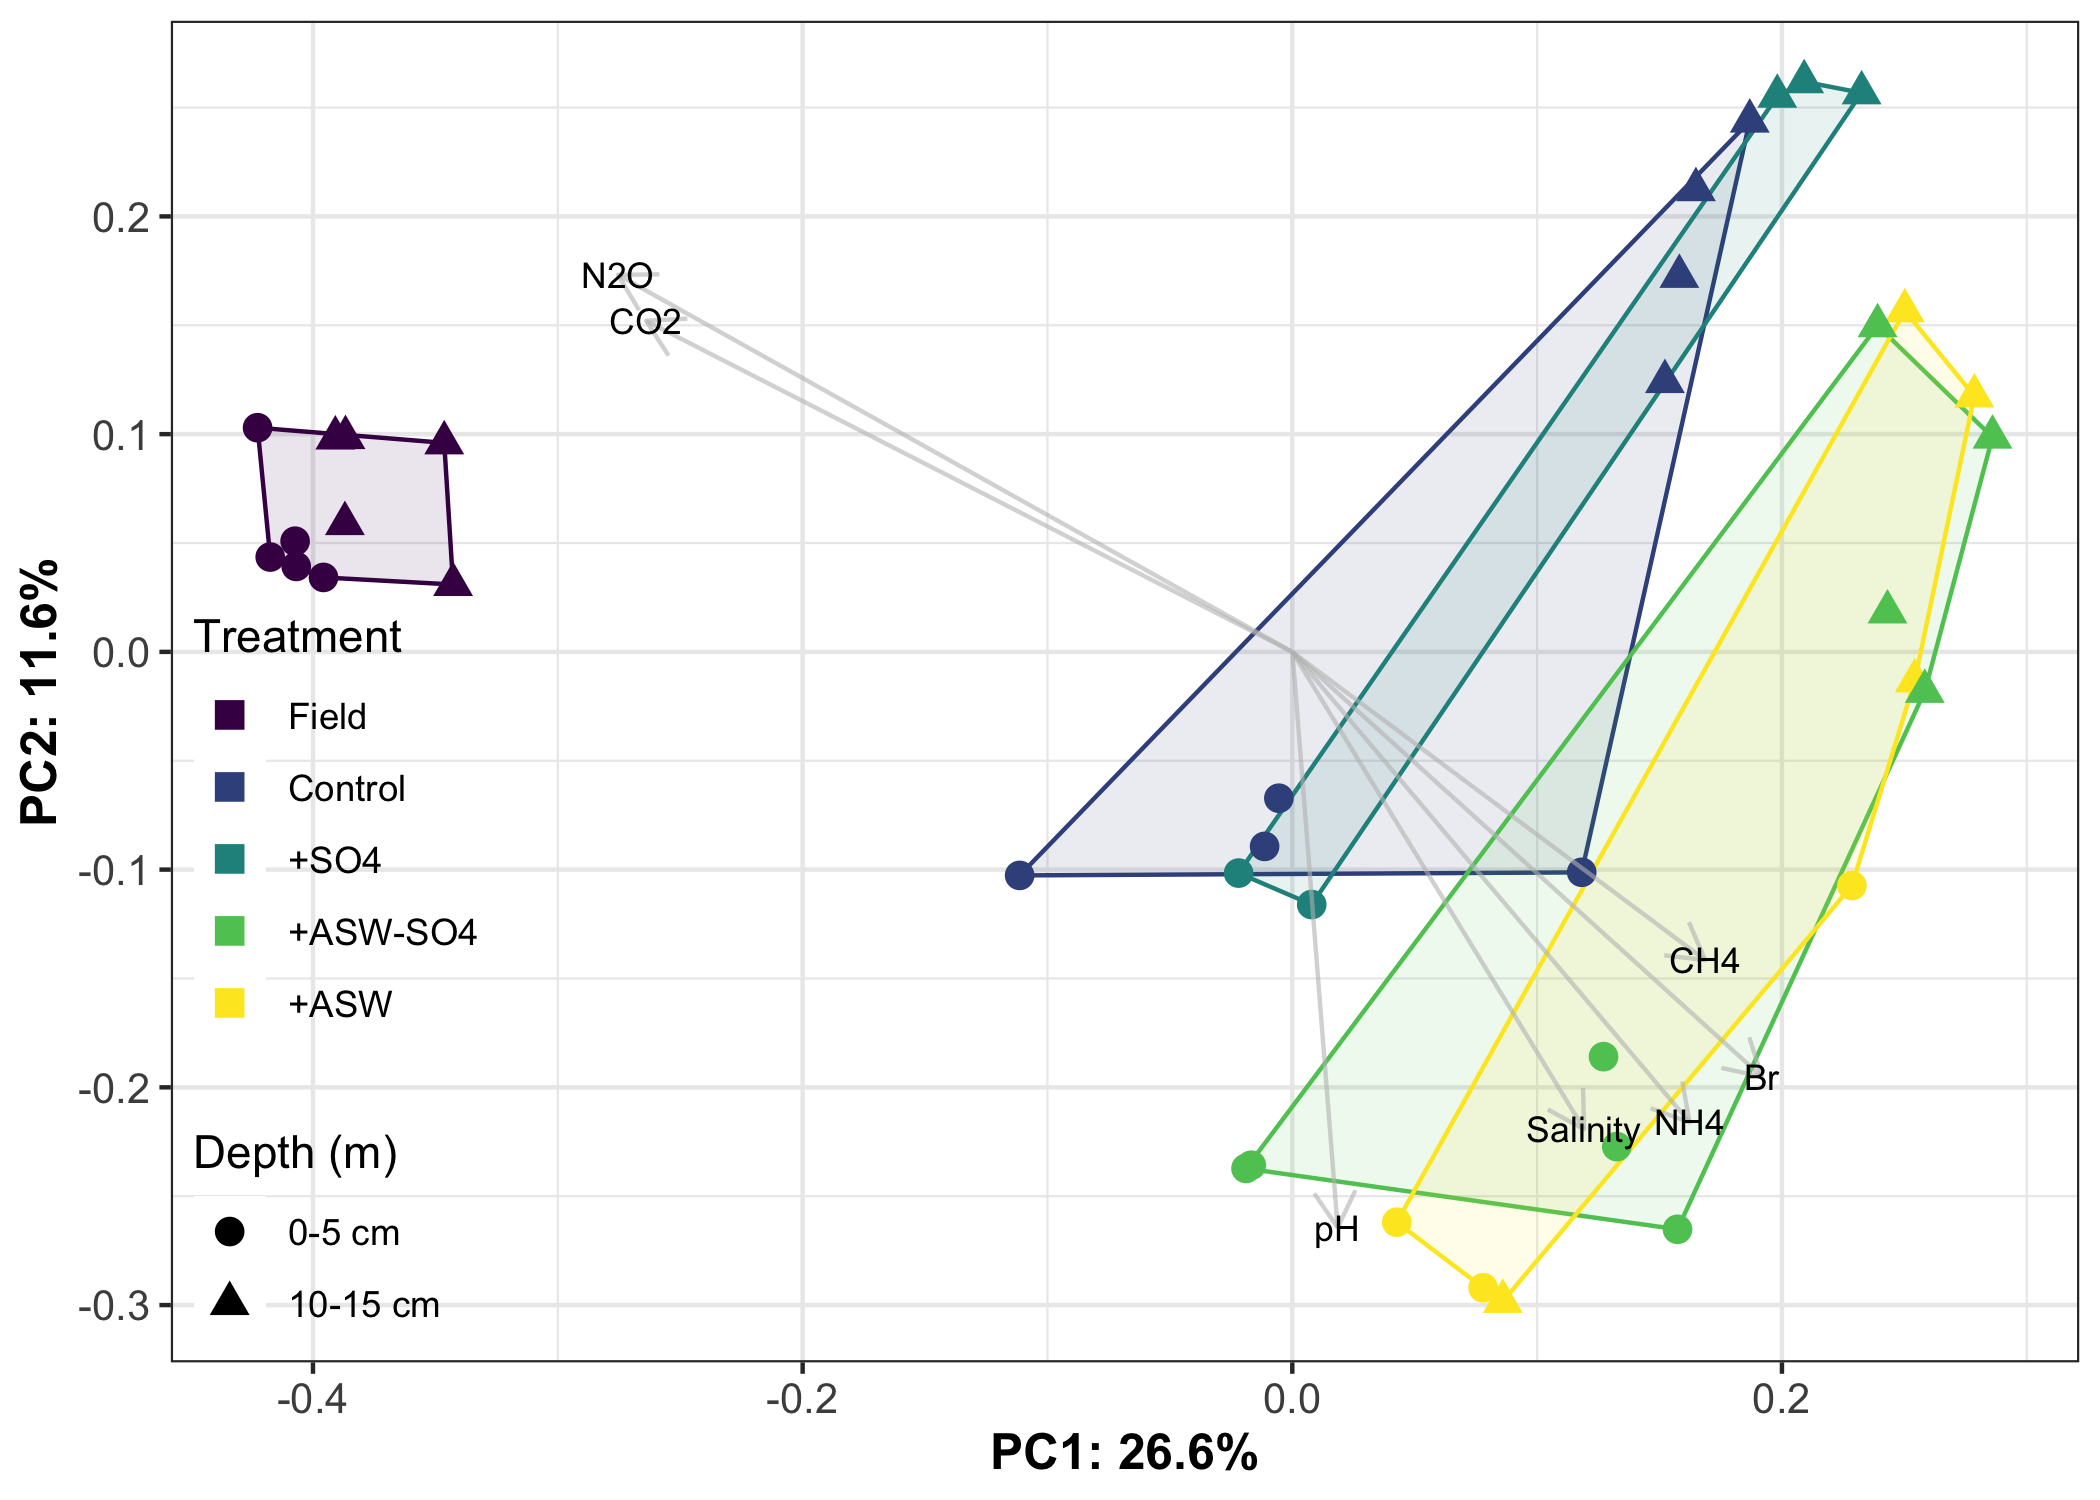 PC2: 11.6%
0.2
0.1
0.0
-0.1
-0.2
-0.3
N2O
CO2
CH4
Br
Salinity
NH4
pH
Treatment
Field
Control
+SO4
+ASW-SO4
+ASW
Depth (m)
0-5 cm
10-15 cm
-0.4
-0.2
0.0
0.2
PC1: 26.6%